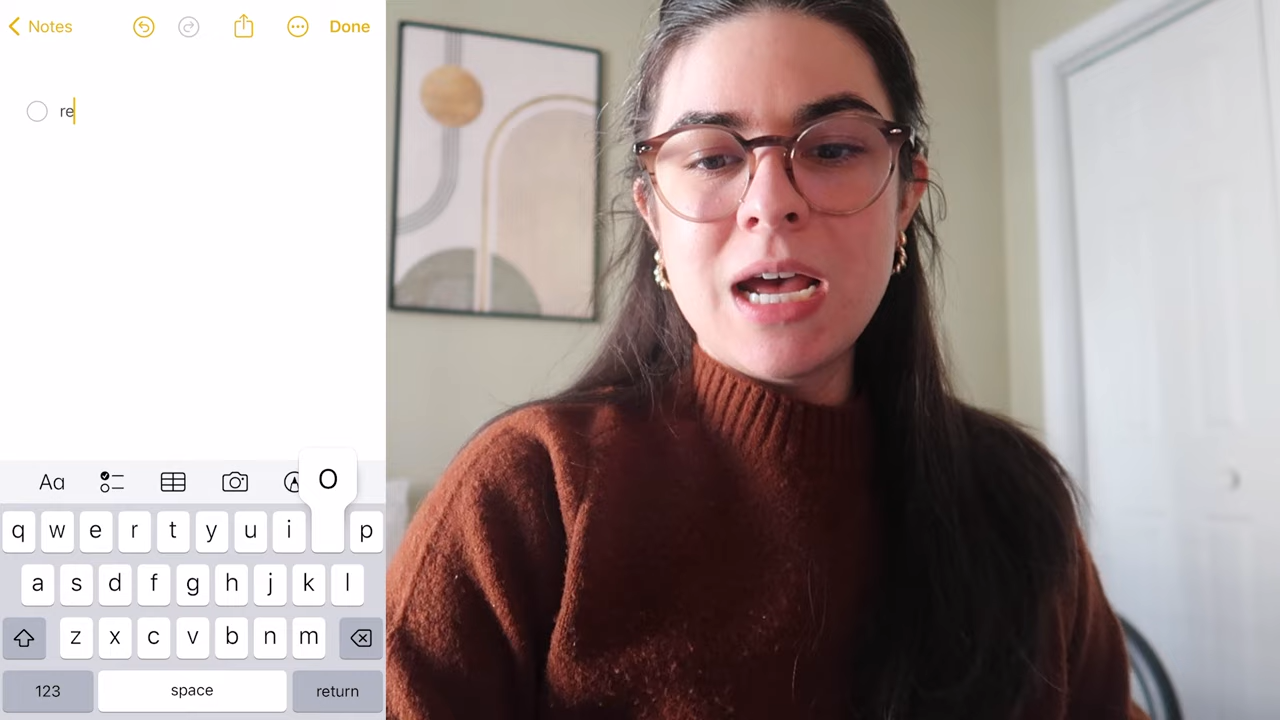 Notes
Done
re
Aa
O
q w e r t y u i p
a s d f g h j k l
z x c v b n m
123 space return